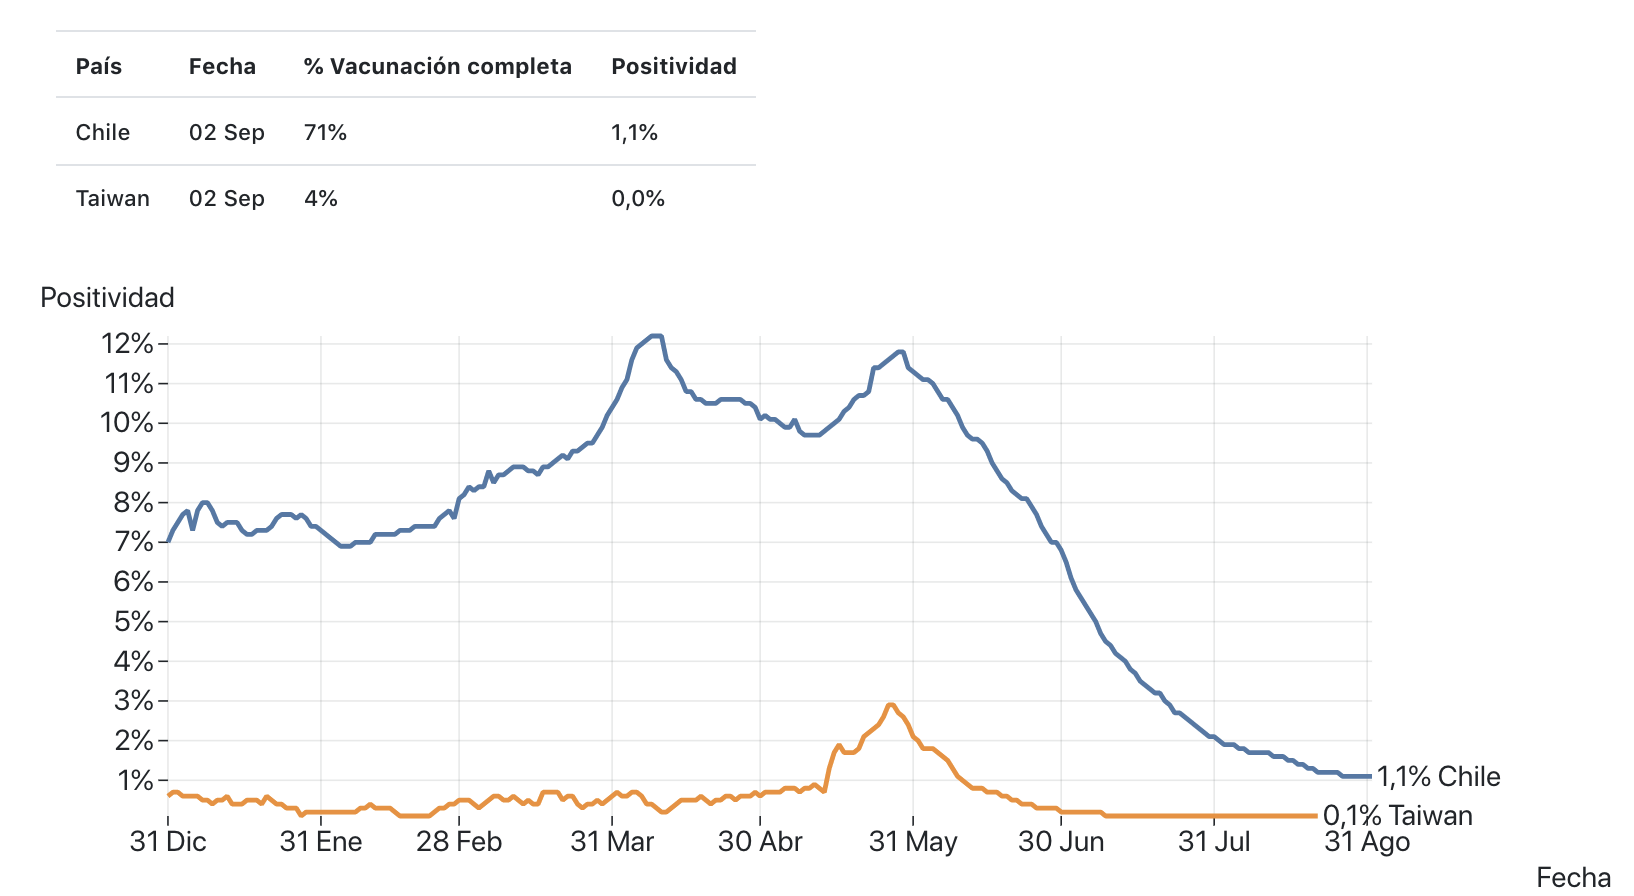 País Fecha % Vacunación completa Positividad
Chile 02 Sep 71% 1,1%
Taiwan 02 Sep 4% 0,0%
Positividad
12%
11%
10%
9%
8%
7%
6%
5%
4%
3%
2%
1%
1,1% Chile
0,1% Taiwan
31 Dic 31 Ene 28 Feb 31 Mar 30 Abr 31 May 30 Jun 31 Jul 31 Ago
Fecha